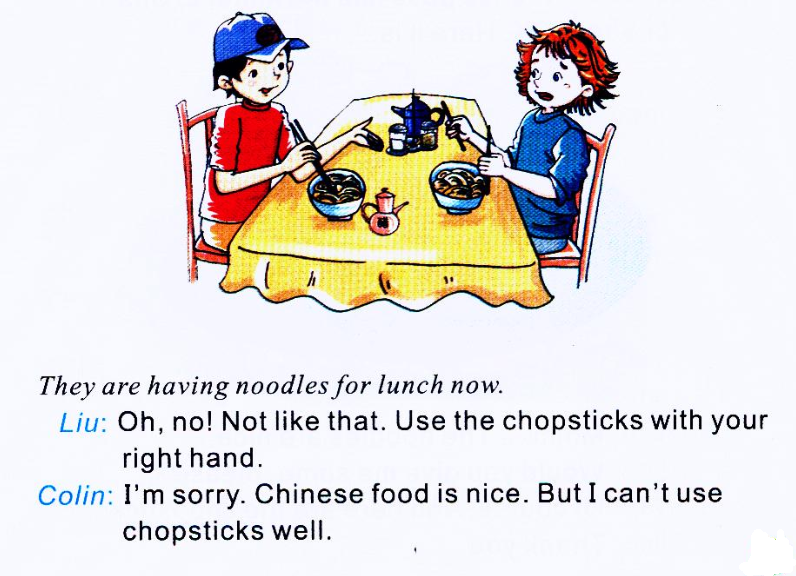 They are having noodles for lunch now.
Liu: Oh, no! Not like that. Use the chopsticks with your
right hand.
Colin: I'm sorry. Chinese food is nice. But I can't use
chopsticks well.